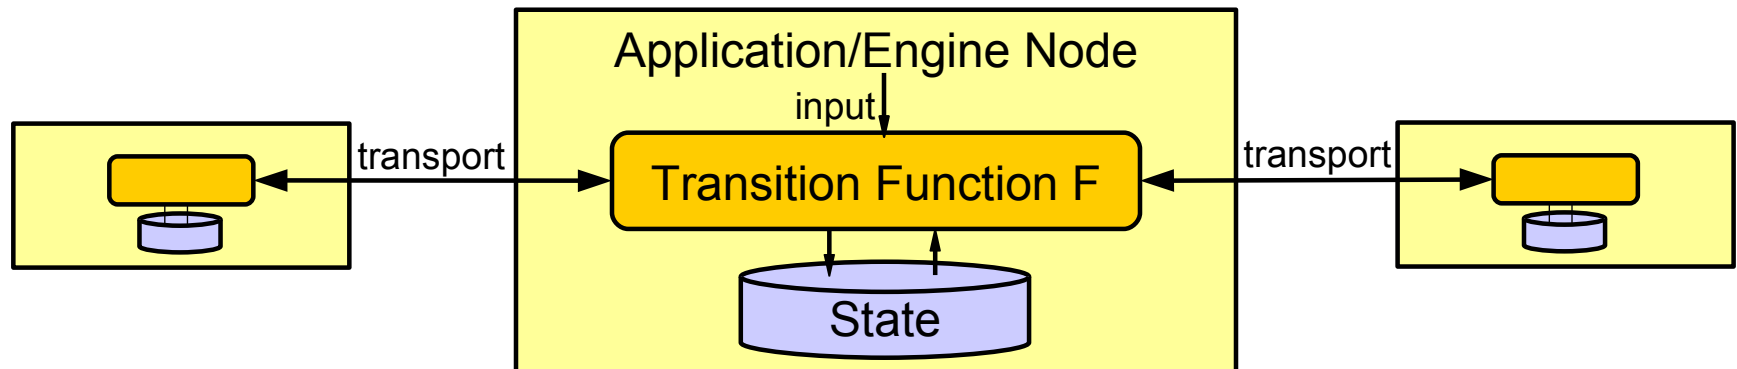 Application/Engine Node
input
transport
transport
Transition Function F
State